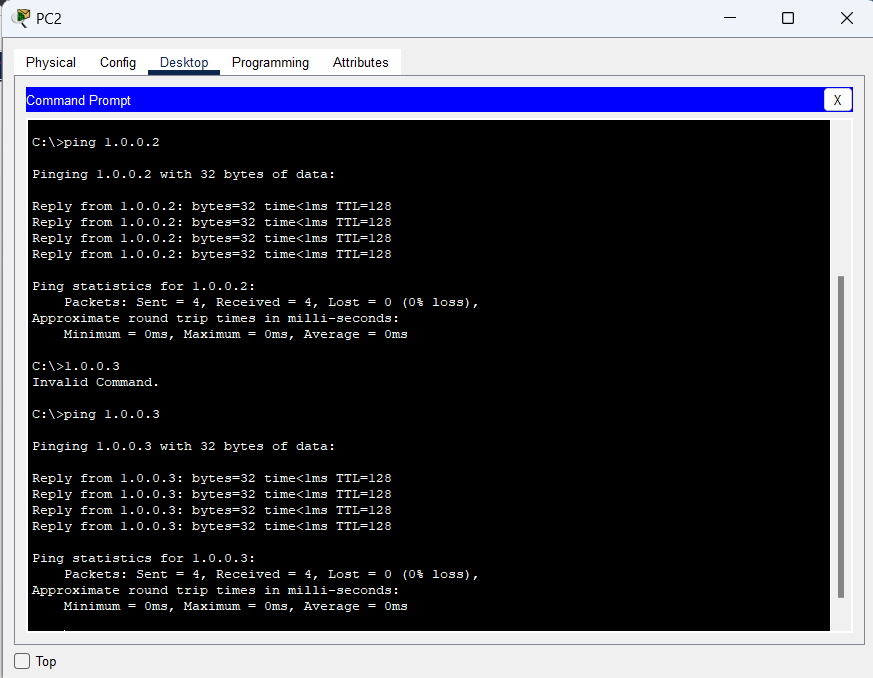 PC2
Physical Config Desktop Programming Attributes
Command Prompt X
C:\>ping 1.0.0.2
Pinging 1.0.0.2 with 32 bytes of data:
Reply from 1.0.0.2: bytes=32 time<1ms TTL=128
Reply from 1.0.0.2: bytes=32 time<1ms TTL=128
Reply from 1.0.0.2: bytes=32 time<1ms TTL=128
Reply from 1.0.0.2: bytes=32 time<1ms TTL=128
Ping statistics for 1.0.0.2:
    Packets: Sent = 4, Received = 4, Lost = 0 (0% loss),
Approximate round trip times in milli-seconds:
    Minimum = 0ms, Maximum = 0ms, Average = 0ms
C:\>1.0.0.3
Invalid Command.
C:\>ping 1.0.0.3
Pinging 1.0.0.3 with 32 bytes of data:
Reply from 1.0.0.3: bytes=32 time<1ms TTL=128
Reply from 1.0.0.3: bytes=32 time<1ms TTL=128
Reply from 1.0.0.3: bytes=32 time<1ms TTL=128
Reply from 1.0.0.3: bytes=32 time<1ms TTL=128
Ping statistics for 1.0.0.3:
    Packets: Sent = 4, Received = 4, Lost = 0 (0% loss),
Approximate round trip times in milli-seconds:
    Minimum = 0ms, Maximum = 0ms, Average = 0ms
Top